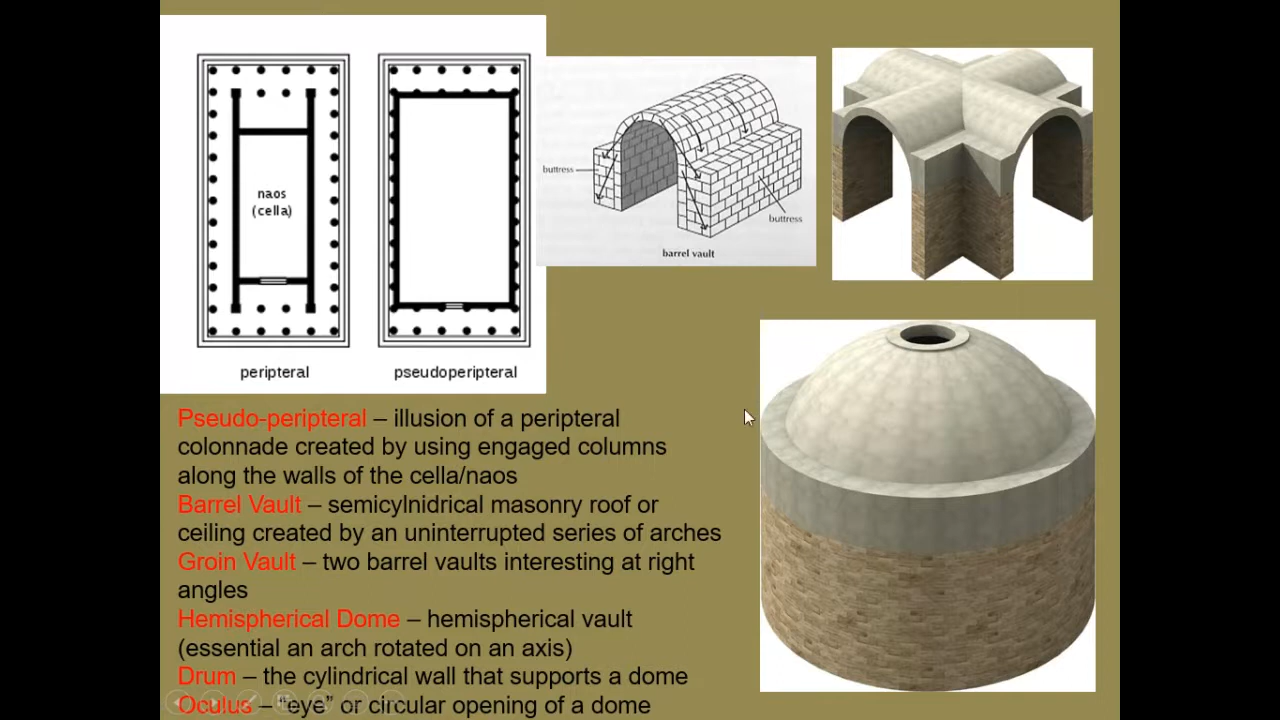 naos
(cella)
peripteral
pseudoperipteral
buttress
buttress
barrel vault
Pseudo-peripteral – illusion of a peripteral
colonnade created by using engaged columns
along the walls of the cella/naos
Barrel Vault – semicylnidrical masonry roof or
ceiling created by an uninterrupted series of arches
Groin Vault – two barrel vaults interesting at right
angles
Hemispherical Dome – hemispherical vault
(essential an arch rotated on an axis)
Drum – the cylindrical wall that supports a dome
Oculus – “eye” or circular opening of a dome